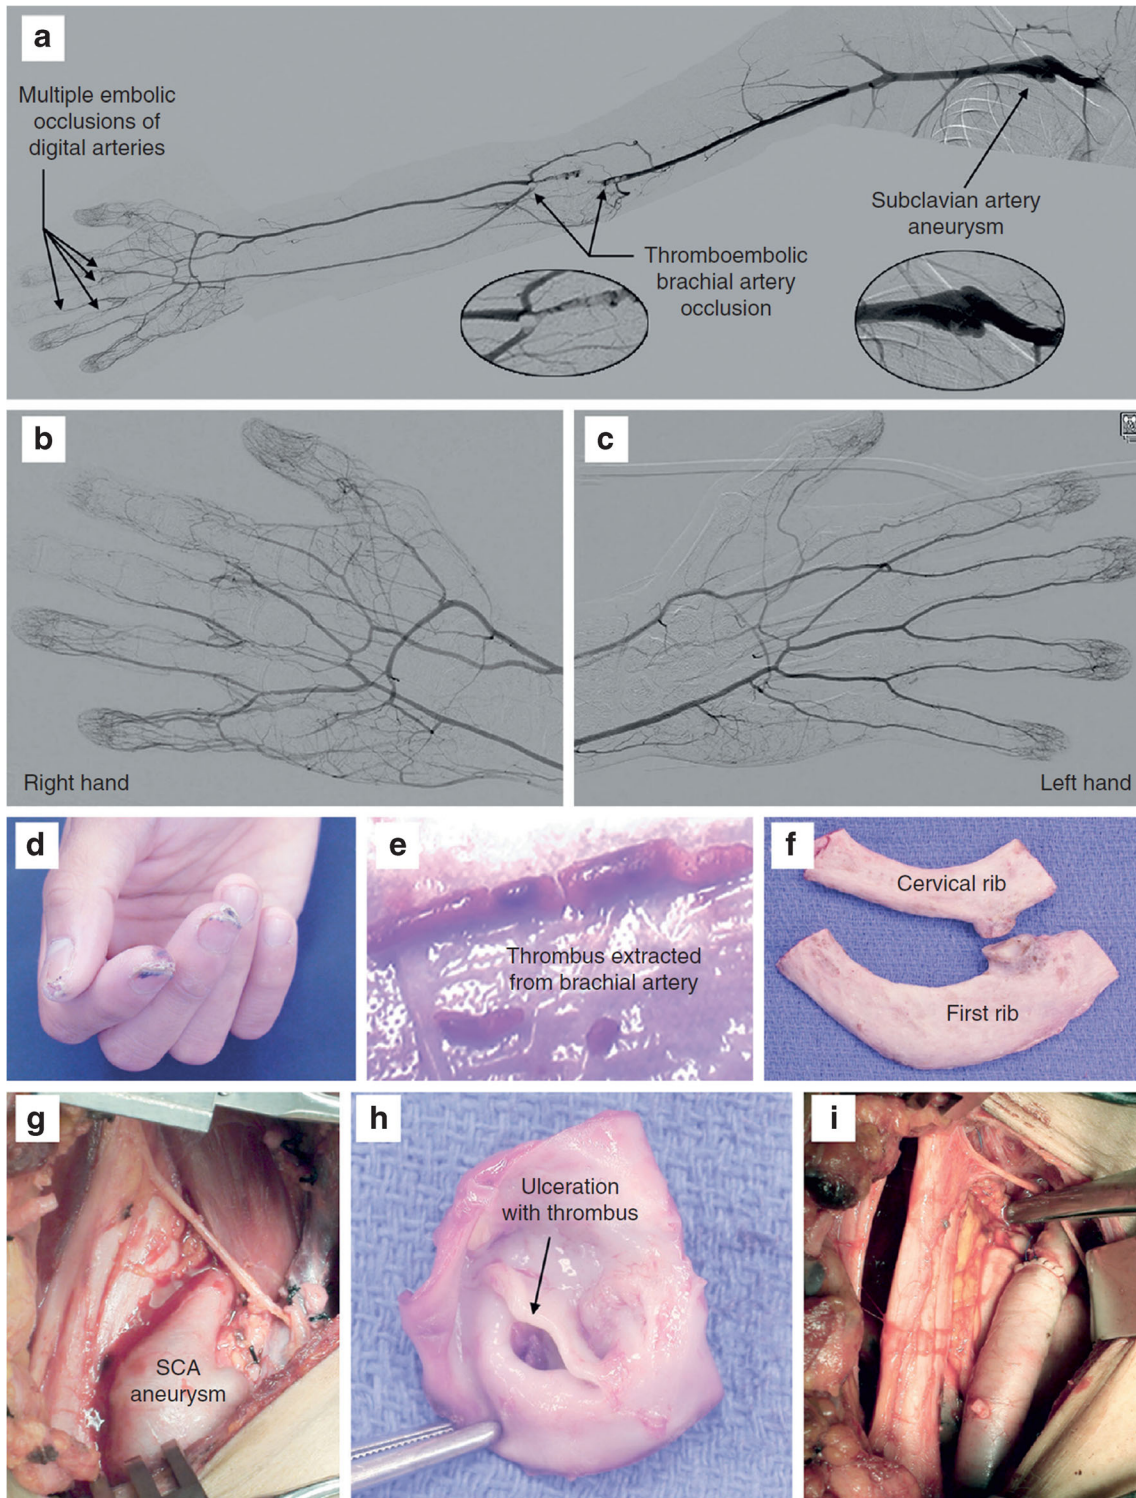 a
Multiple embolic
occlusions of
digital arteries
Subclavian artery
aneurysm
Thromboembolic
brachial artery
occlusion
b
Right hand
c
Left hand
d
e
Thrombus extracted
from brachial artery
f
Cervical rib
First rib
g
SCA
aneurysm
h
Ulceration
with thrombus
i